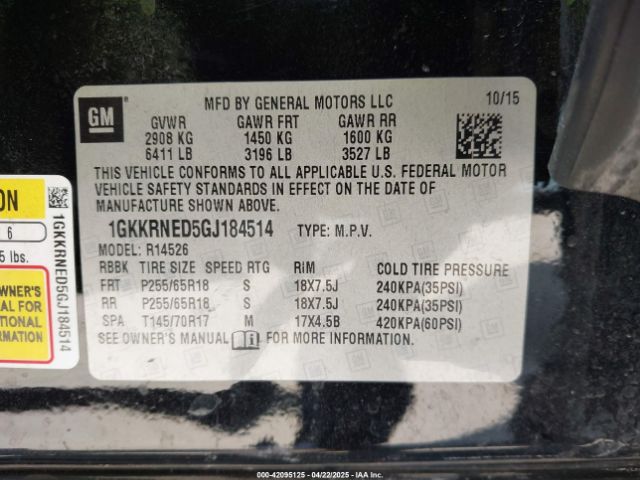 GM
MFD BY GENERAL MOTORS LLC 10/15
GVWR GAWR FRT GAWR RR
2908 KG 1450 KG 1600 KG
6411 LB 3196 LB 3527 LB
THIS VEHICLE CONFORMS TO ALL APPLICABLE U.S. FEDERAL MOTOR
VEHICLE SAFETY STANDARDS IN EFFECT ON THE DATE OF
MANUFACTURE SHOWN ABOVE.
1GKKRNED5GJ184514 TYPE: M.P.V.
MODEL: R14526
RBBK TIRE SIZE SPEED RTG RIM COLD TIRE PRESSURE
FRT P255/65R18 S 18X7.5J 240KPA(35PSI)
RR P255/65R18 S 18X7.5J 240KPA(35PSI)
SPA T145/70R17 M 17X4.5B 420KPA(60PSI)
SEE OWNER'S MANUAL FOR MORE INFORMATION.
ON
6
5 lbs.
OWNER'S
AL FOR
TIONAL
MATION
1GKKRNED5GJ184514
000-42095125 - 04/22/2025 - IAA Inc.